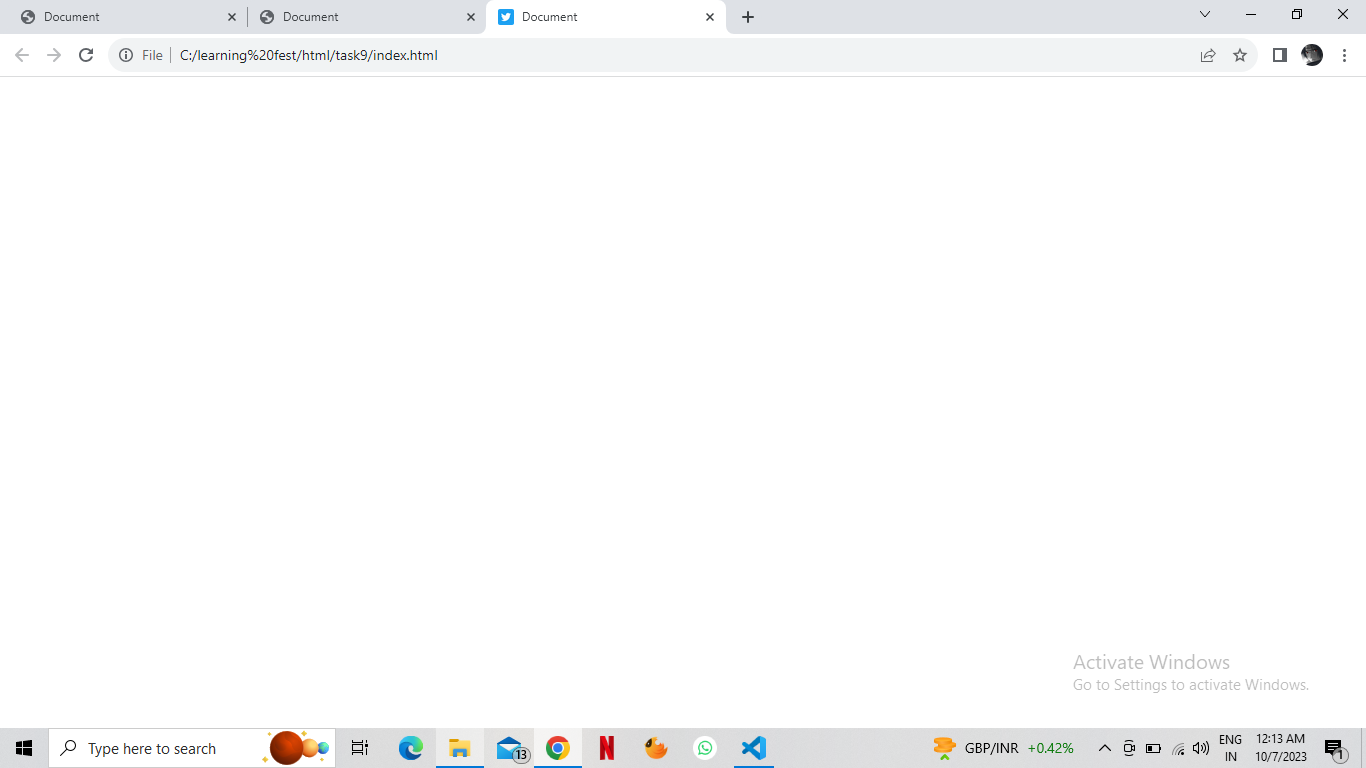 Document
Document
Document
File
C:/learning%20fest/html/task9/index.html
Activate Windows
Go to Settings to activate Windows.
Type here to search
13
GBP/INR +0.42%
ENG
IN
12:13 AM
10/7/2023
1